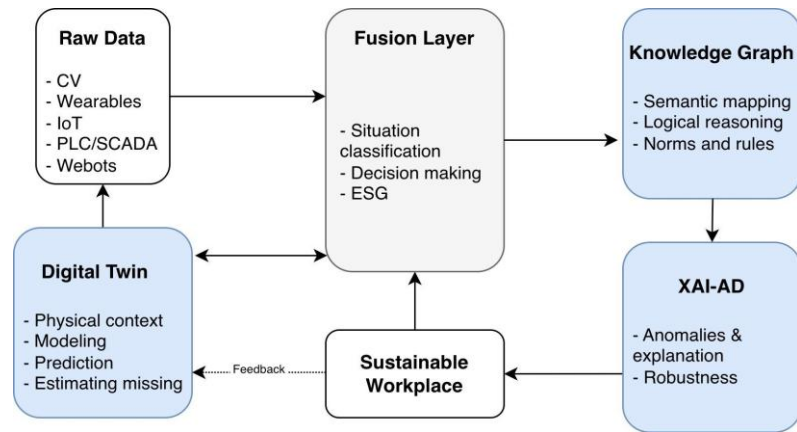 Raw Data
- CV
- Wearables
- IoT
- PLC/SCADA
- Webots
Fusion Layer
- Situation
classification
- Decision making
- ESG
Knowledge Graph
- Semantic mapping
- Logical reasoning
- Norms and rules
Digital Twin
- Physical context
- Modeling
- Prediction
- Estimating missing
Feedback
Sustainable
Workplace
XAI-AD
- Anomalies &
explanation
- Robustness